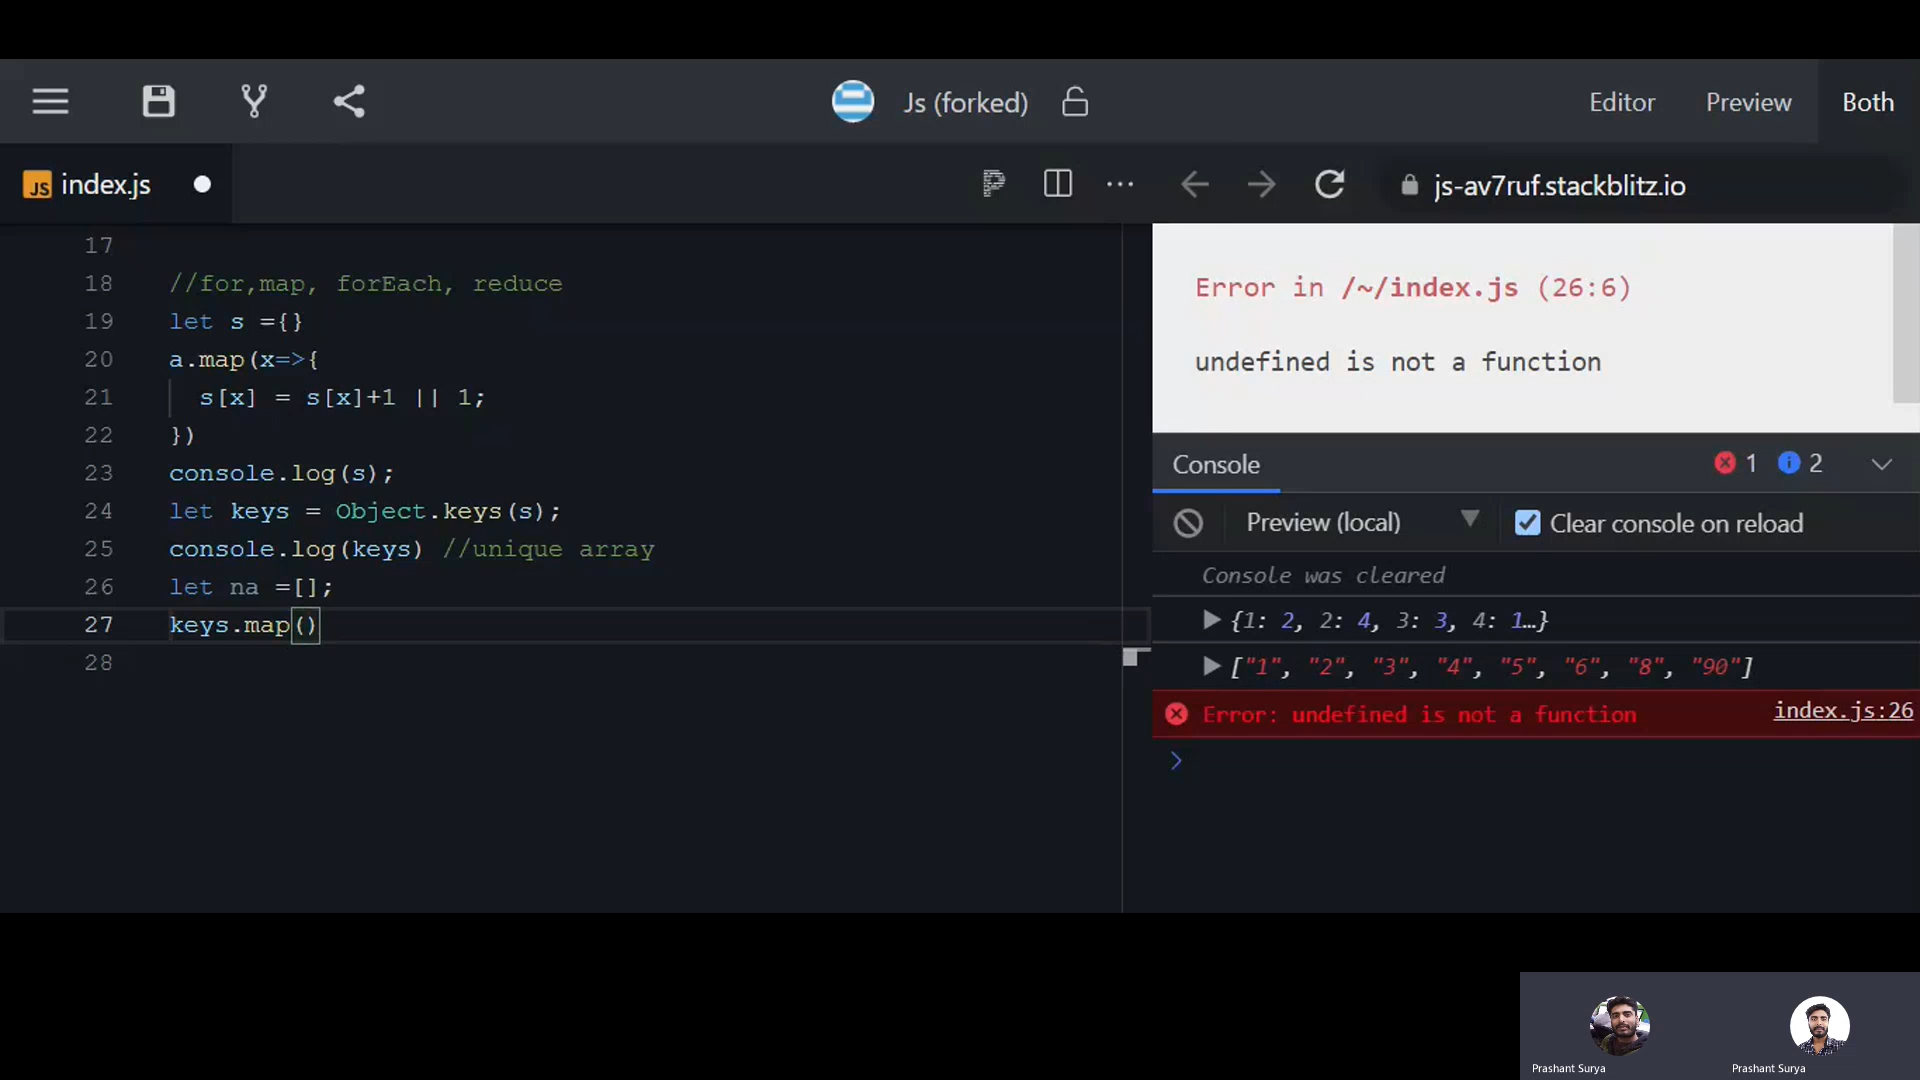 Js (forked)
Editor
Preview
Both
JS index.js
js-av7ruf.stackblitz.io
17
18 //for,map, forEach, reduce
19 let s ={}
20 a.map(x=>{
21 s[x] = s[x]+1 || 1;
22 })
23 console.log(s);
24 let keys = Object.keys(s);
25 console.log(keys) //unique array
26 let na =[];
27 keys.map()
28
Error in /~/index.js (26:6)
undefined is not a function
Console
1
2
Preview (local)
Clear console on reload
Console was cleared
{1: 2, 2: 4, 3: 3, 4: 1…}
["1", "2", "3", "4", "5", "6", "8", "90"]
Error: undefined is not a function index.js:26
Prashant Surya
Prashant Surya